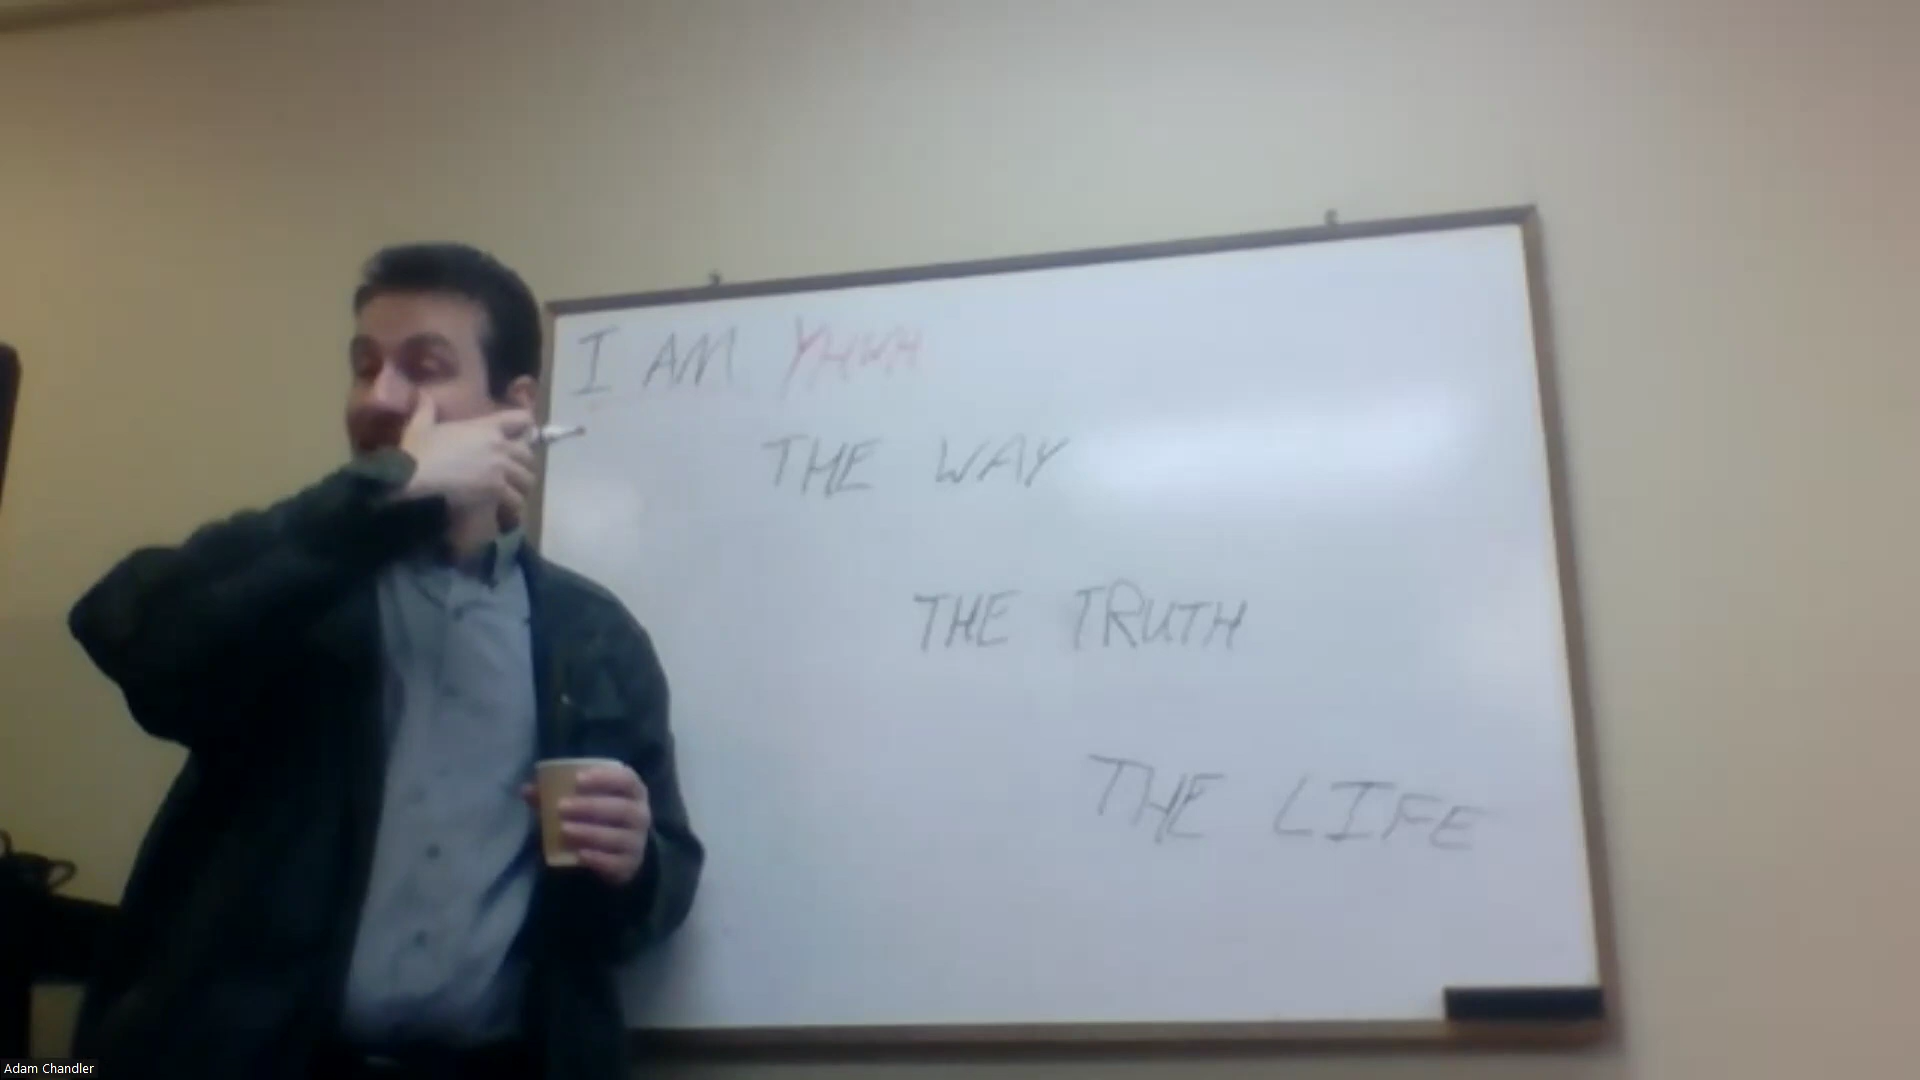 I AM YHWH
THE WAY
THE TRUTH
THE LIFE
Adam Chandler